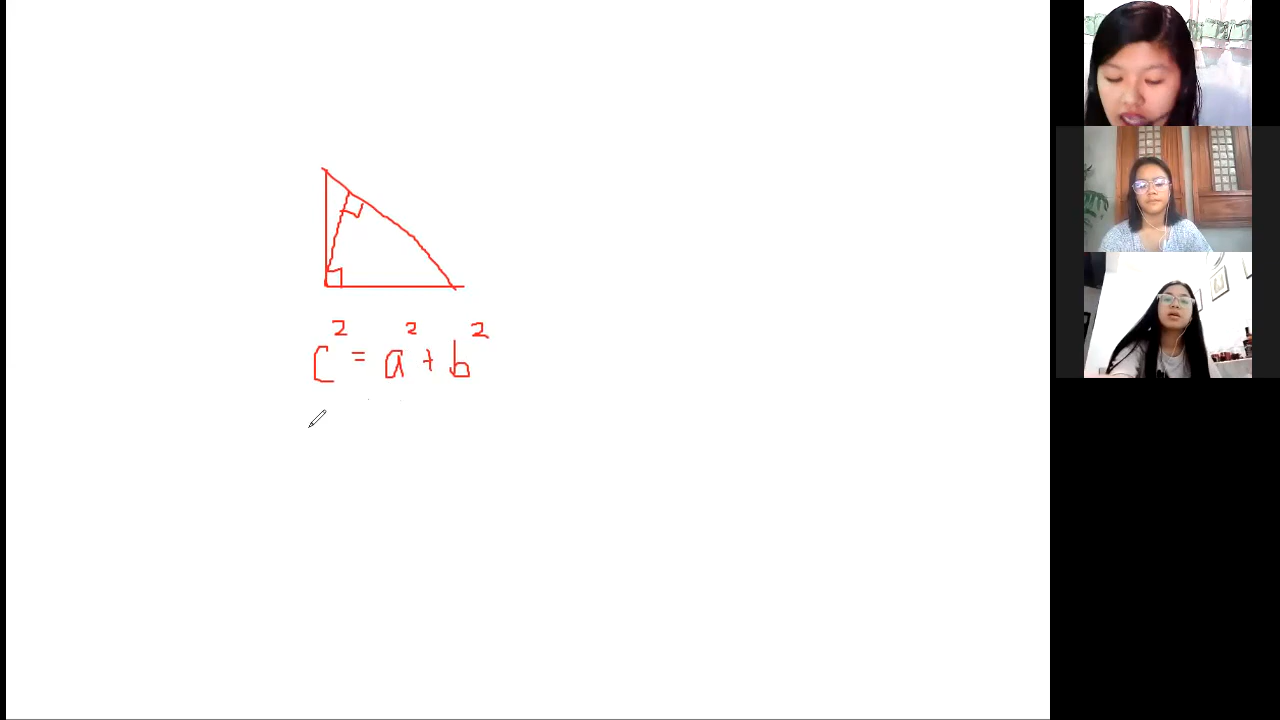 c² = a² + b²